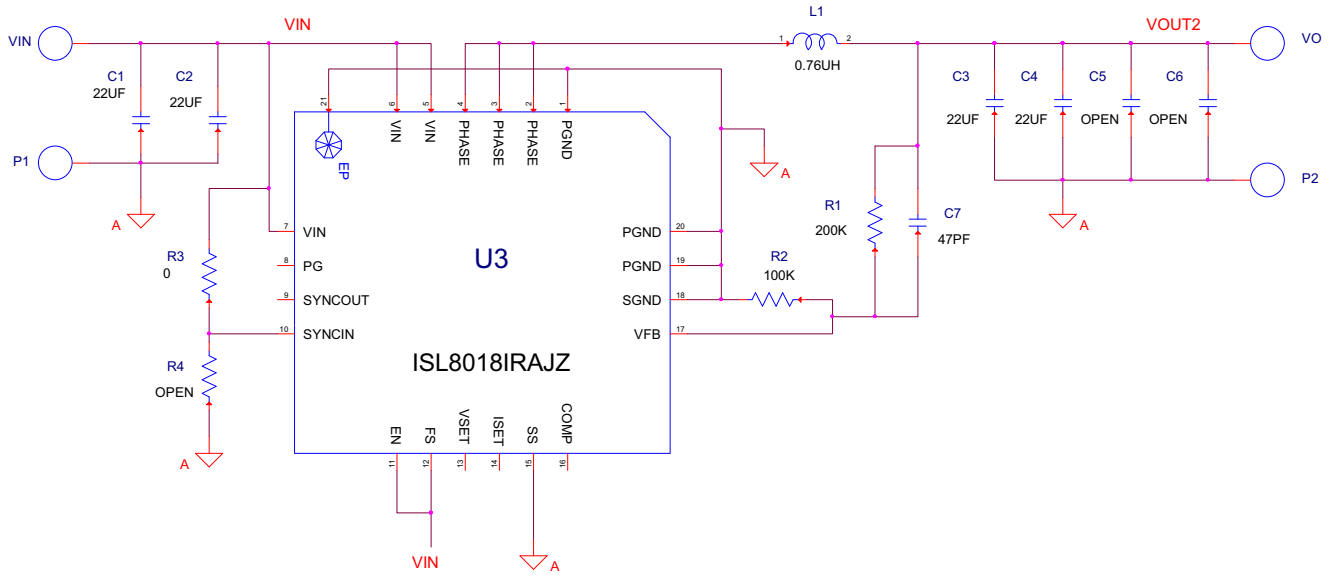 VIN
VIN
C1
22UF
C2
22UF
P1
A
L1
1
2
0.76UH
VOUT2
VO
C3
22UF
C4
22UF
C5
OPEN
C6
OPEN
P2
A
21
6
5
4
3
2
1
EP
VIN
VIN
PHASE
PHASE
PHASE
PGND
A
R1
200K
C7
47PF
R3
0
R4
OPEN
A
7
VIN
8
PG
9
SYNCOUT
10
SYNCIN
U3
ISL8018IRAJZ
PGND
20
PGND
19
SGND
18
VFB
17
R2
100K
EN
FS
VSET
ISET
SS
COMP
11
12
13
14
15
16
VIN
A